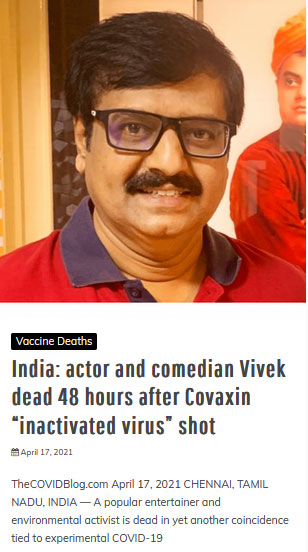 Vaccine Deaths
India: actor and comedian Vivek
dead 48 hours after Covaxin
“inactivated virus” shot
April 17, 2021
TheCOVIDBlog.com April 17, 2021 CHENNAI, TAMIL
NADU, INDIA — A popular entertainer and
environmental activist is dead in yet another coincidence
tied to experimental COVID-19